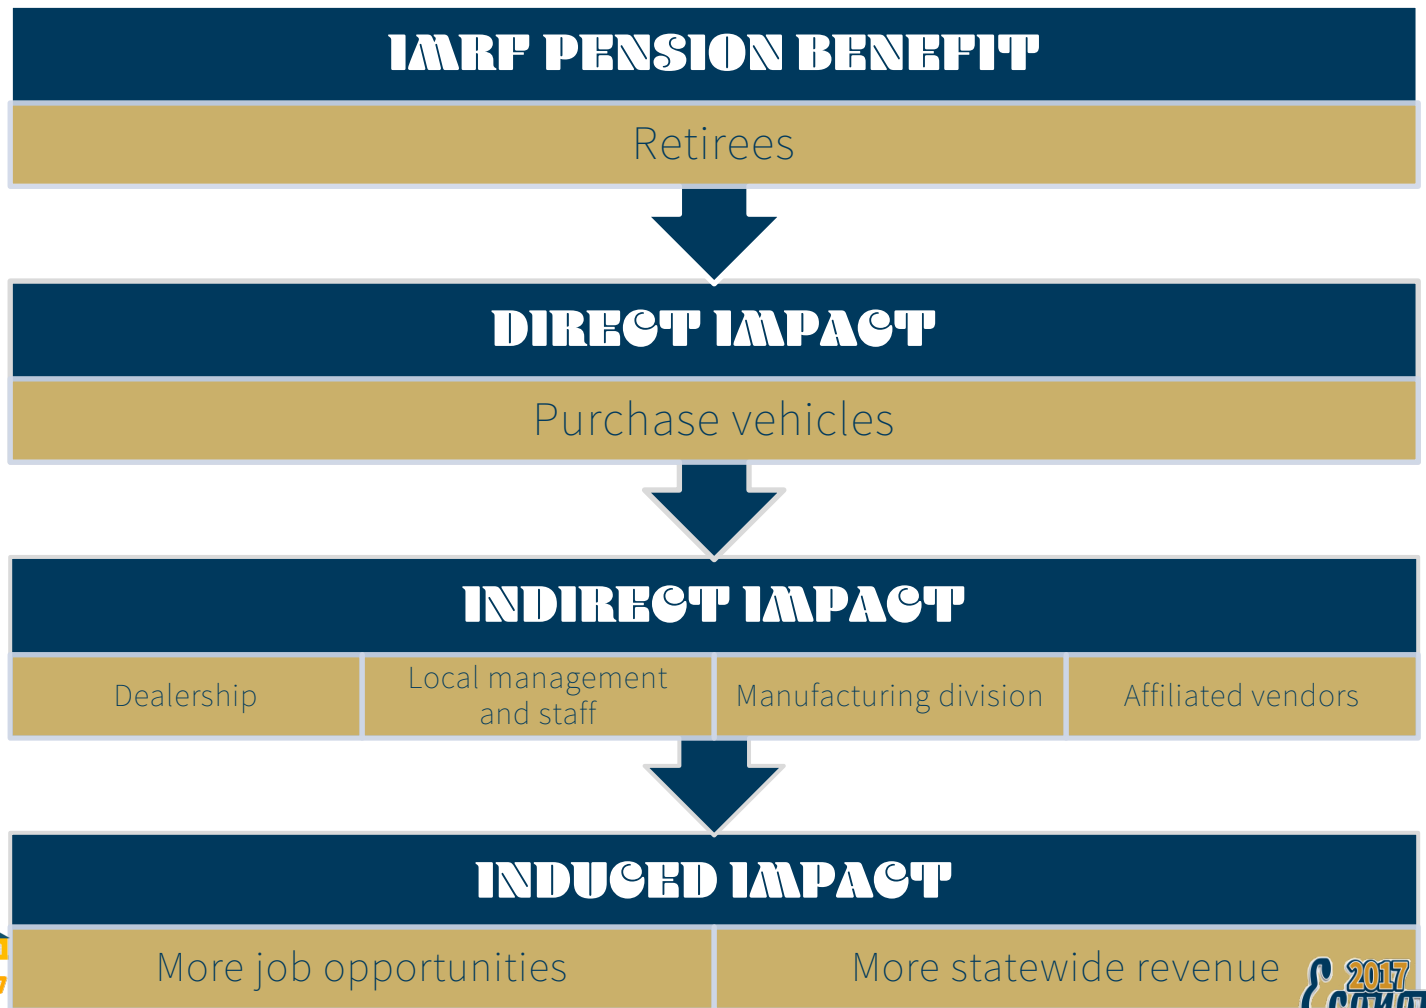 IMRF PENSION BENEFIT
Retirees
DIRECT IMPACT
Purchase vehicles
INDIRECT IMPACT
Dealership
Local management
and staff
Manufacturing division
Affiliated vendors
INDUCED IMPACT
More job opportunities
More statewide revenue
2017